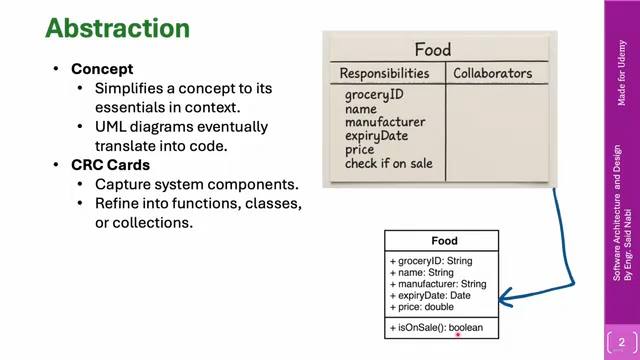 Abstraction
• Concept
• Simplifies a concept to its
essentials in context.
• UML diagrams eventually
translate into code.
• CRC Cards
• Capture system components.
• Refine into functions, classes,
or collections.
Food
Responsibilities
Collaborators
groceryID
name
manufacturer
expiryDate
price
check if on sale
Food
+ groceryID: String
+ name: String
+ manufacturer: String
+ expiryDate: Date
+ price: double
+ isOnSale(): boolean
Made for Udemy
Software Architecture and Design
By Engr. Said Nabi
2